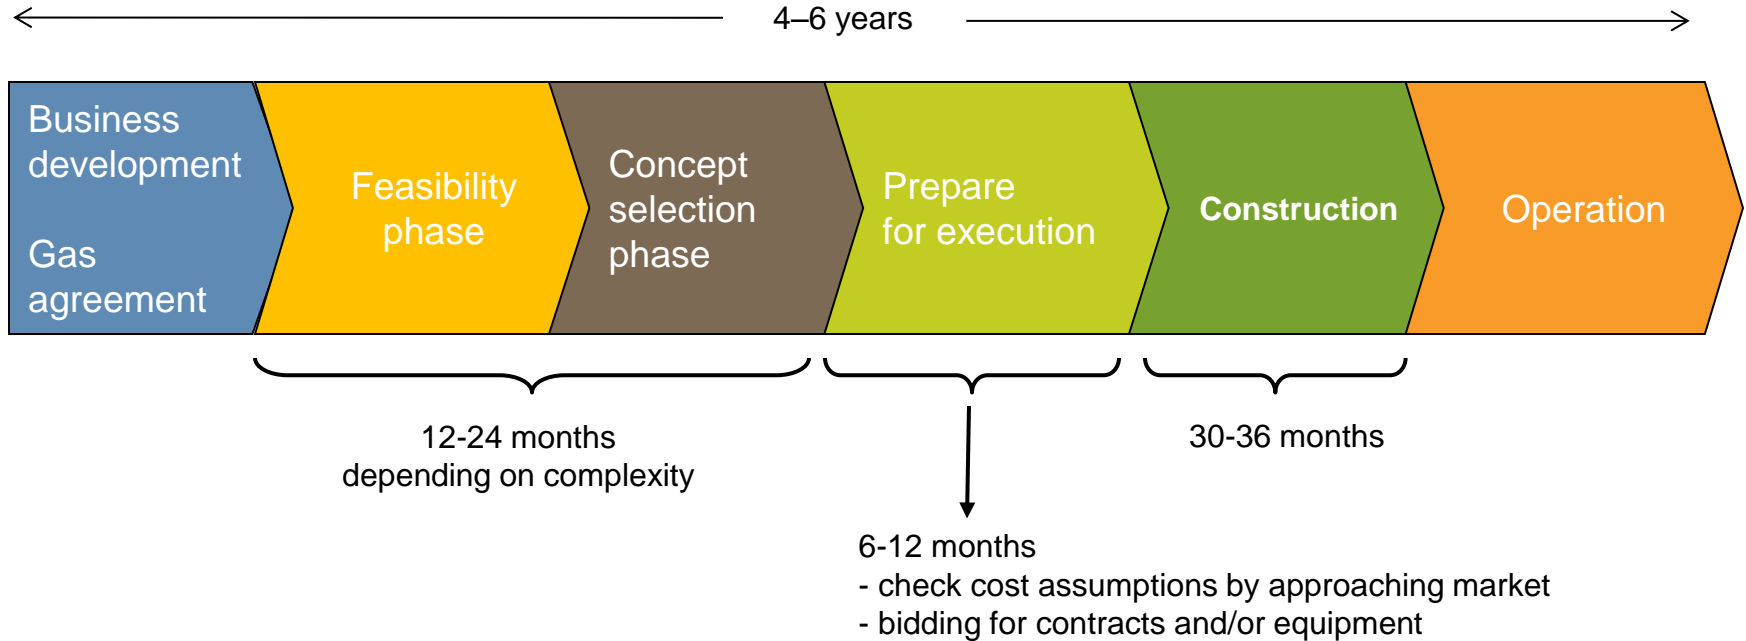 4–6 years
Business
development
Gas
agreement
Feasibility
phase
Concept
selection
phase
Prepare
for execution
Construction
Operation
12-24 months
depending on complexity
30-36 months
6-12 months
- check cost assumptions by approaching market
- bidding for contracts and/or equipment